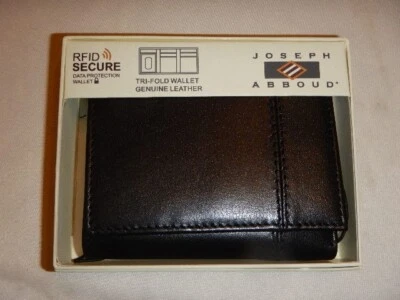 RFID
SECURE
DATA PROTECTION
WALLET
TRI-FOLD WALLET
GENUINE LEATHER
JOSEPH
ABBOUD®